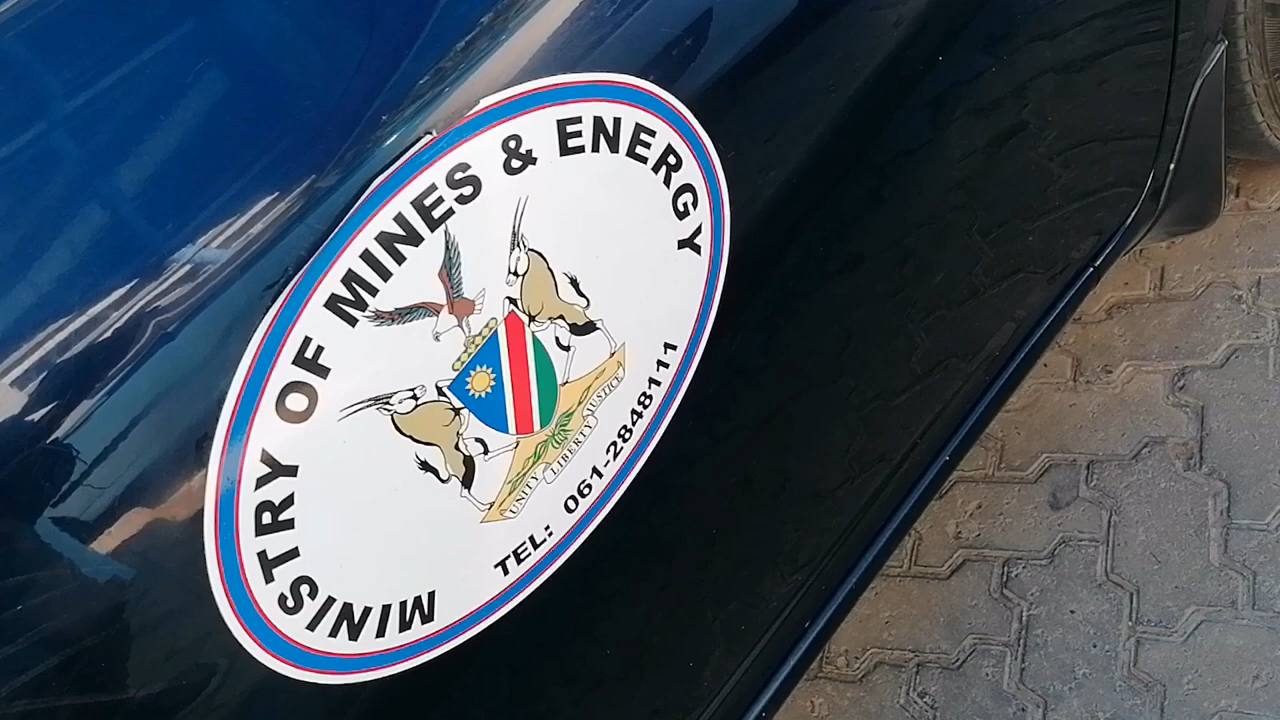 MINISTRY OF MINES & ENERGY
UNITY LIBERTY JUSTICE
TEL: 061-2848111